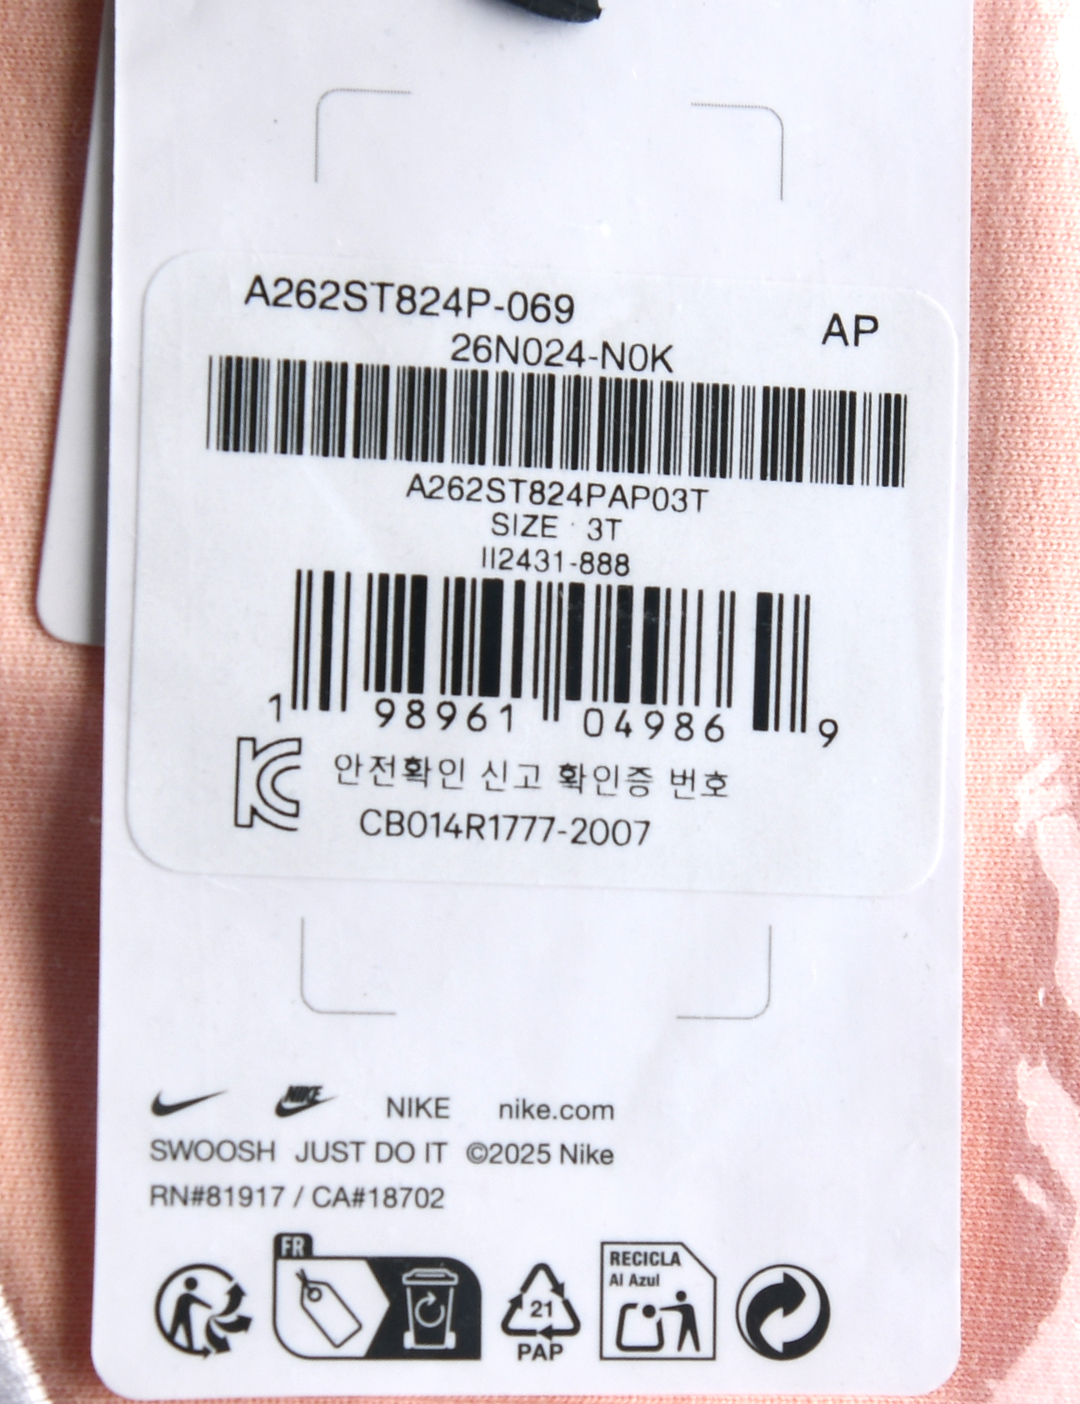 A262ST824P-069
AP
26N024-N0K
A262ST824PAP03T
SIZE : 3T
II2431-888
1 98961 04986 9
KC 안전확인 신고 확인증 번호
CB014R1777-2007
NIKE NIKE nike.com
SWOOSH JUST DO IT ©2025 Nike
RN#81917 / CA#18702
FR
RECICLA
Al Azul
21
PAP